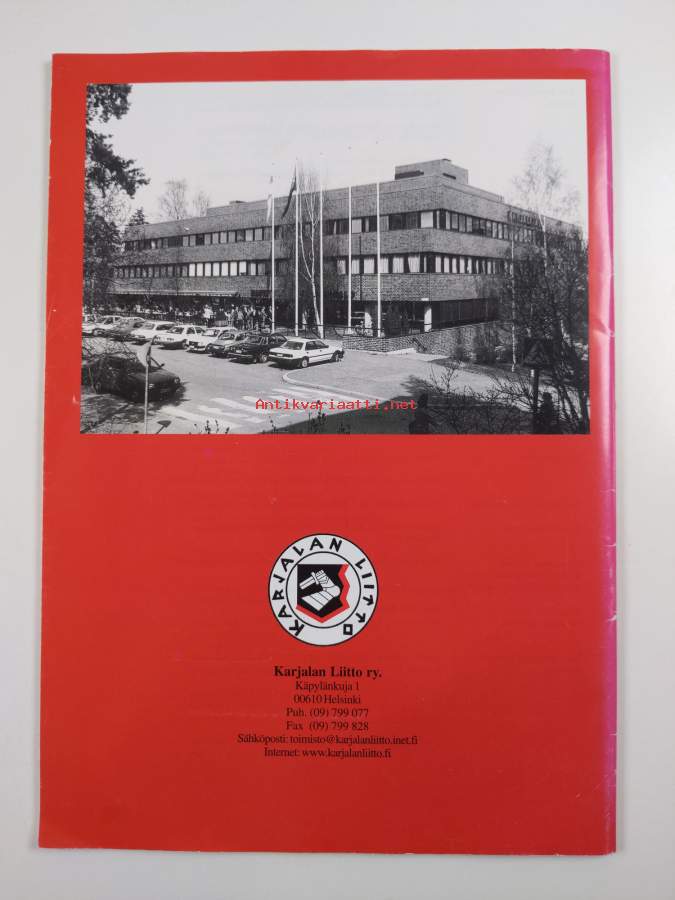 Antikvariaatti.net
KARJALAN LIITTO
Karjalan Liitto ry.
Käpylänkuja 1
00610 Helsinki
Puh. (09) 799 077
Fax (09) 799 828
Sähköposti: toimisto@karjalanliitto.inet.fi
Internet: www.karjalanliitto.fi